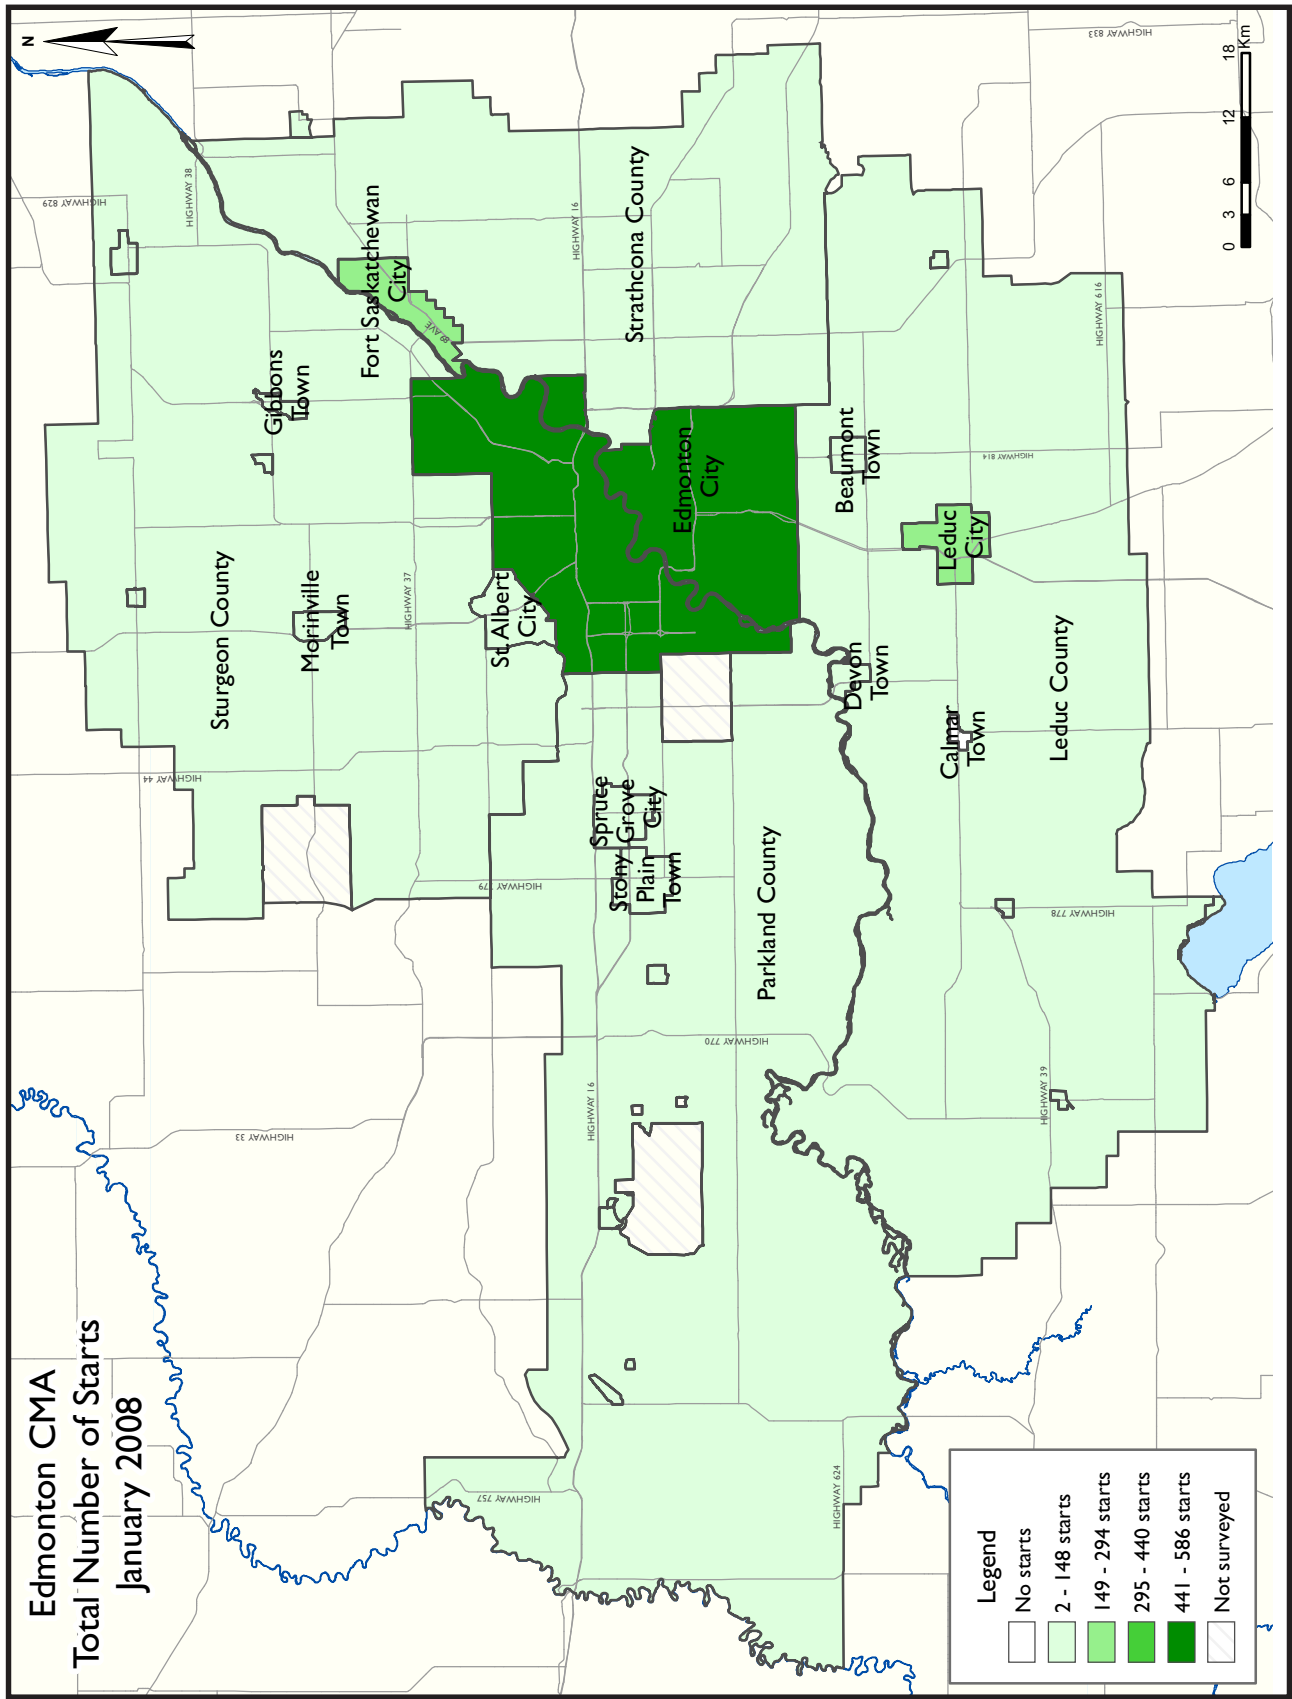 Edmonton CMA
Total Number of Starts
January 2008
N
HIGHWAY 829
HIGHWAY 38
HIGHWAY 833
HIGHWAY 44
HIGHWAY 33
Sturgeon County
Gibbons
Town
Morinville
Town
HIGHWAY 37
Fort Saskatchewan
City
89 AVE
St. Albert
City
HIGHWAY 779
HIGHWAY 757
HIGHWAY 16
HIGHWAY 16
Strathcona County
Edmonton
City
Spruce
Grove
City
Stony
Plain
Town
HIGHWAY 770
Parkland County
HIGHWAY 624
Beaumont
Town
Devon
Town
Leduc
City
Calmar
Town
HIGHWAY 814
HIGHWAY 616
Leduc County
HIGHWAY 778
HIGHWAY 39
0 3 6 12 18
Km
Legend
No starts
2 - 148 starts
149 - 294 starts
295 - 440 starts
441 - 586 starts
Not surveyed